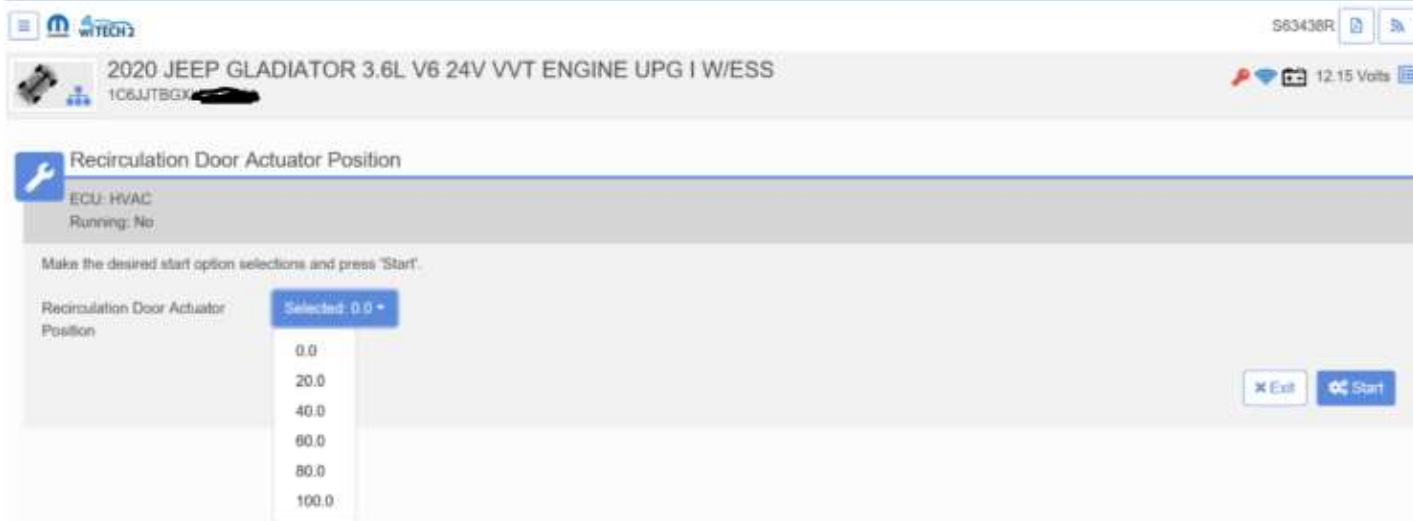 wiTECH2
S63438R
2020 JEEP GLADIATOR 3.6L V6 24V VVT ENGINE UPG I W/ESS
1C6JJTBGX
12.15 Volts
Recirculation Door Actuator Position
ECU: HVAC
Running: No
Make the desired start option selections and press 'Start'.
Recirculation Door Actuator
Position
Selected: 0.0
0.0
20.0
40.0
60.0
80.0
100.0
Exit
Start